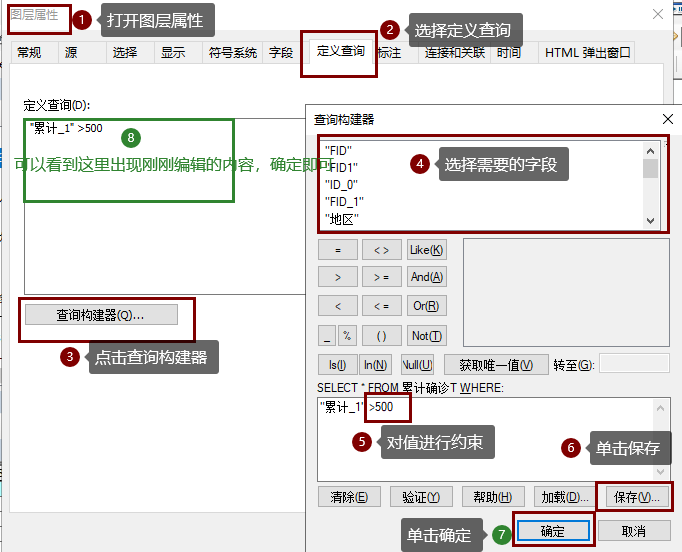 图层属性
1 打开图层属性
2 选择定义查询
常规 源 选择 显示 符号系统 字段 定义查询 标注 连接和关联 时间 HTML 弹出窗口
定义查询(D):
"累计_1" >500
8
可以看到这里出现刚刚编辑的内容，确定即可
查询构建器(Q)...
3 点击查询构建器
查询构建器
"FID"
"FID1"
"ID_0"
"FID_1"
"地区"
4 选择需要的字段
= < > Like(K)
> > = And(A)
< < = Or(R)
_ % ( ) Not(T)
Is(I) In(N) Null(U) 获取唯一值(V) 转至(G):
SELECT * FROM 累计确诊T WHERE:
"累计_1" >500
5 对值进行约束
6 单击保存
清除(E) 验证(Y) 帮助(H) 加载(D)... 保存(V)...
单击确定 7 确定 取消